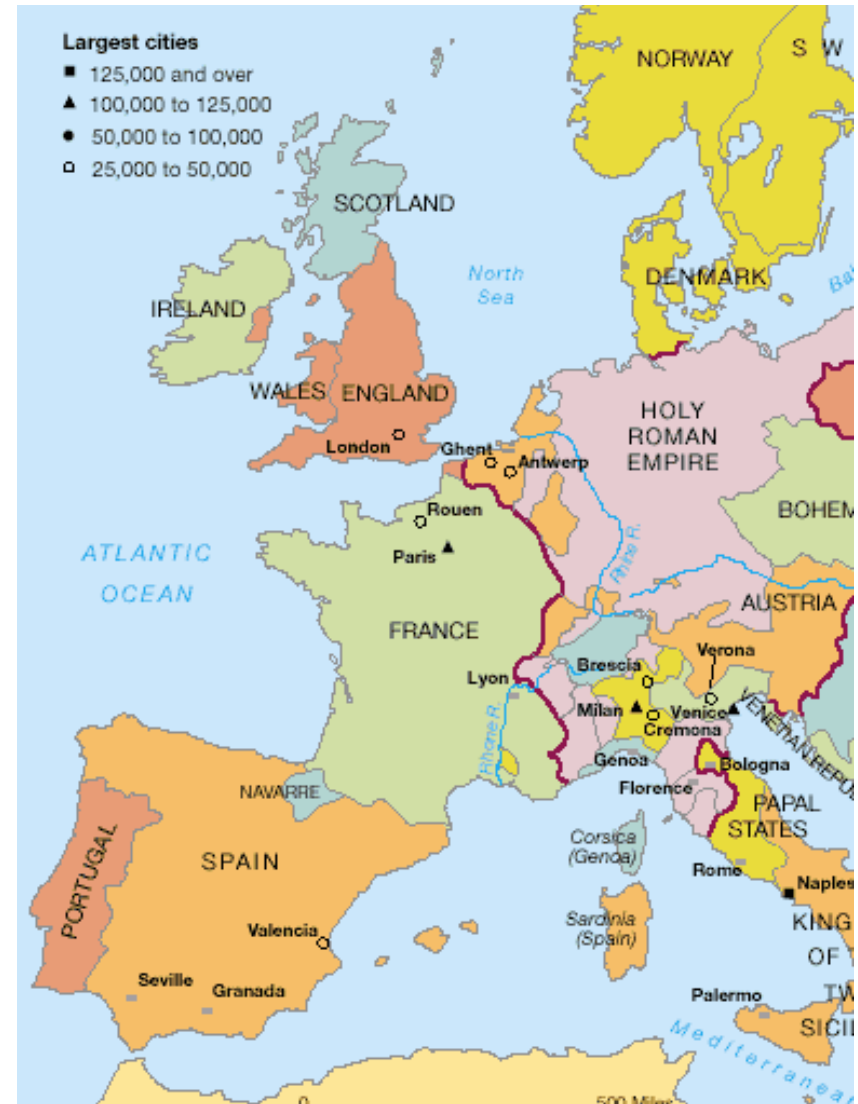 Largest cities
125,000 and over
100,000 to 125,000
50,000 to 100,000
25,000 to 50,000
NORWAY
S W
SCOTLAND
North
Sea
DENMARK
Bal
IRELAND
WALES
ENGLAND
London
HOLY
ROMAN
EMPIRE
Ghent
Antwerp
BOHEM
Rouen
Paris
Rhine R.
ATLANTIC
OCEAN
FRANCE
AUSTRIA
Verona
Brescia
Lyon
Milan
Venice
Cremona
VENETIAN REPU
Rhone R.
Genoa
Bologna
Florence
NAVARRE
PAPAL
STATES
Corsica
(Genoa)
PORTUGAL
SPAIN
Rome
Naples
Sardinia
(Spain)
KING
OF
TW
SICI
Valencia
Seville
Granada
Palermo
Mediterranean
0
500 Miles